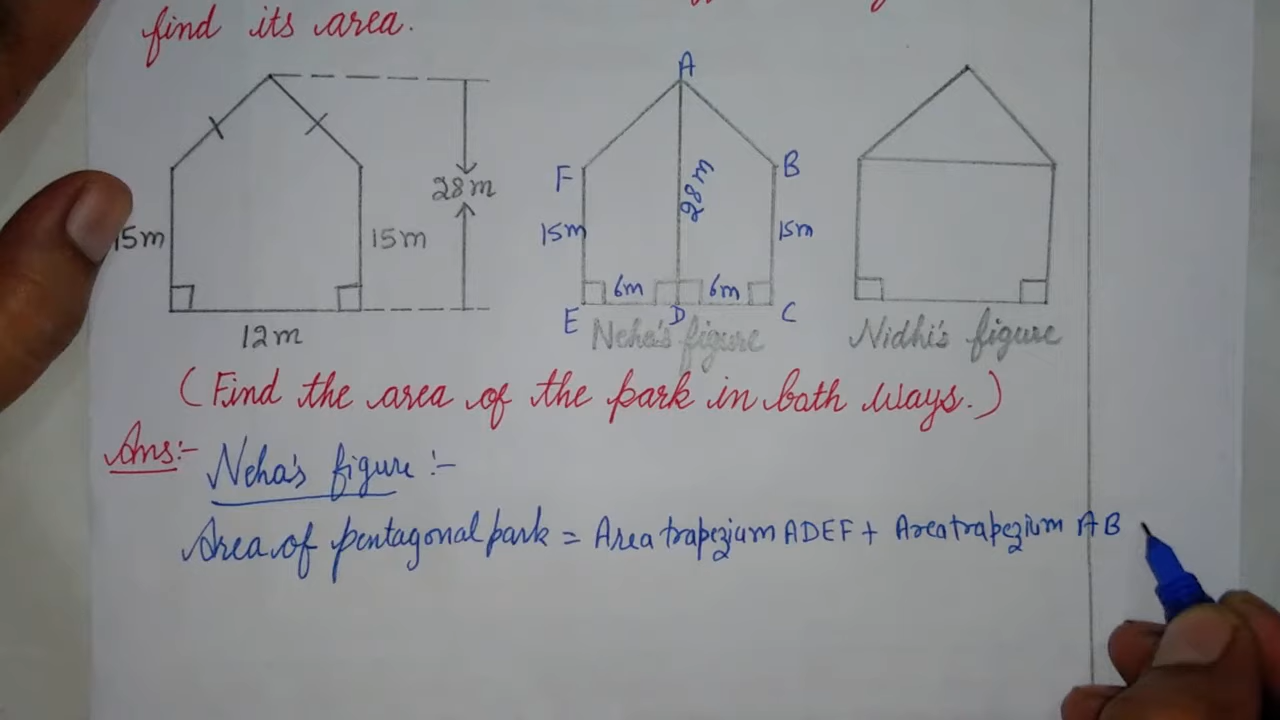 find its area.
A
F
B
28m
28m
15m
15m
15m
15m
6m
6m
12m
E
D
C
Neha's figure
Nidhi's figure
(Find the area of the park in both ways.)
Ans:-
Neha's figure :-
Area of pentagonal park = Area trapezium ADEF + Area trapezium AB